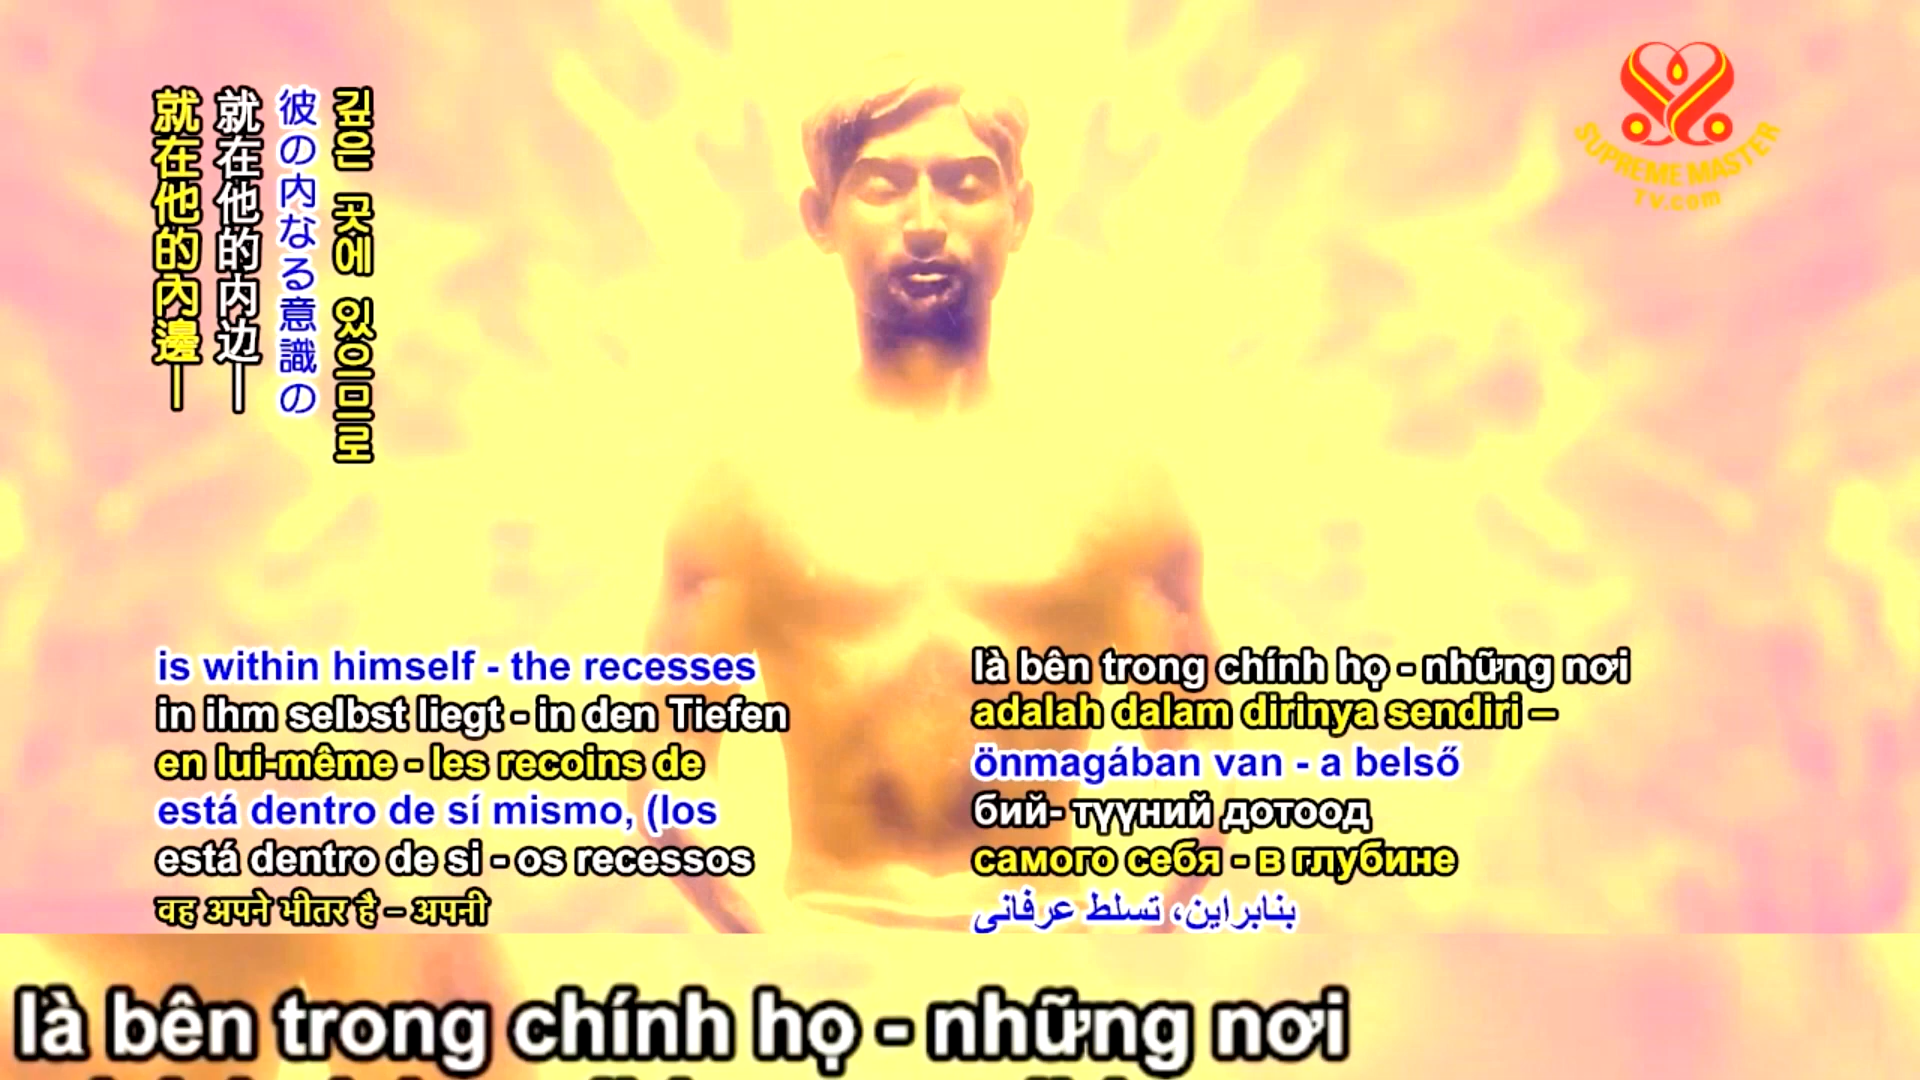 就在他的內邊—
就在他的内边—
彼の内なる意識の
깊은 곳에 있으므로
SUPREME MASTER
TV.com
is within himself - the recesses
in ihm selbst liegt - in den Tiefen
en lui-même - les recoins de
está dentro de sí mismo, (los
está dentro de si - os recessos
वह अपने भीतर है – अपनी
là bên trong chính họ - những nơi
adalah dalam dirinya sendiri –
önmagában van - a belső
бий- түүний дотоод
самого себя - в глубине
بنابراین، تسلط عرفانی
là bên trong chính họ - những nơi